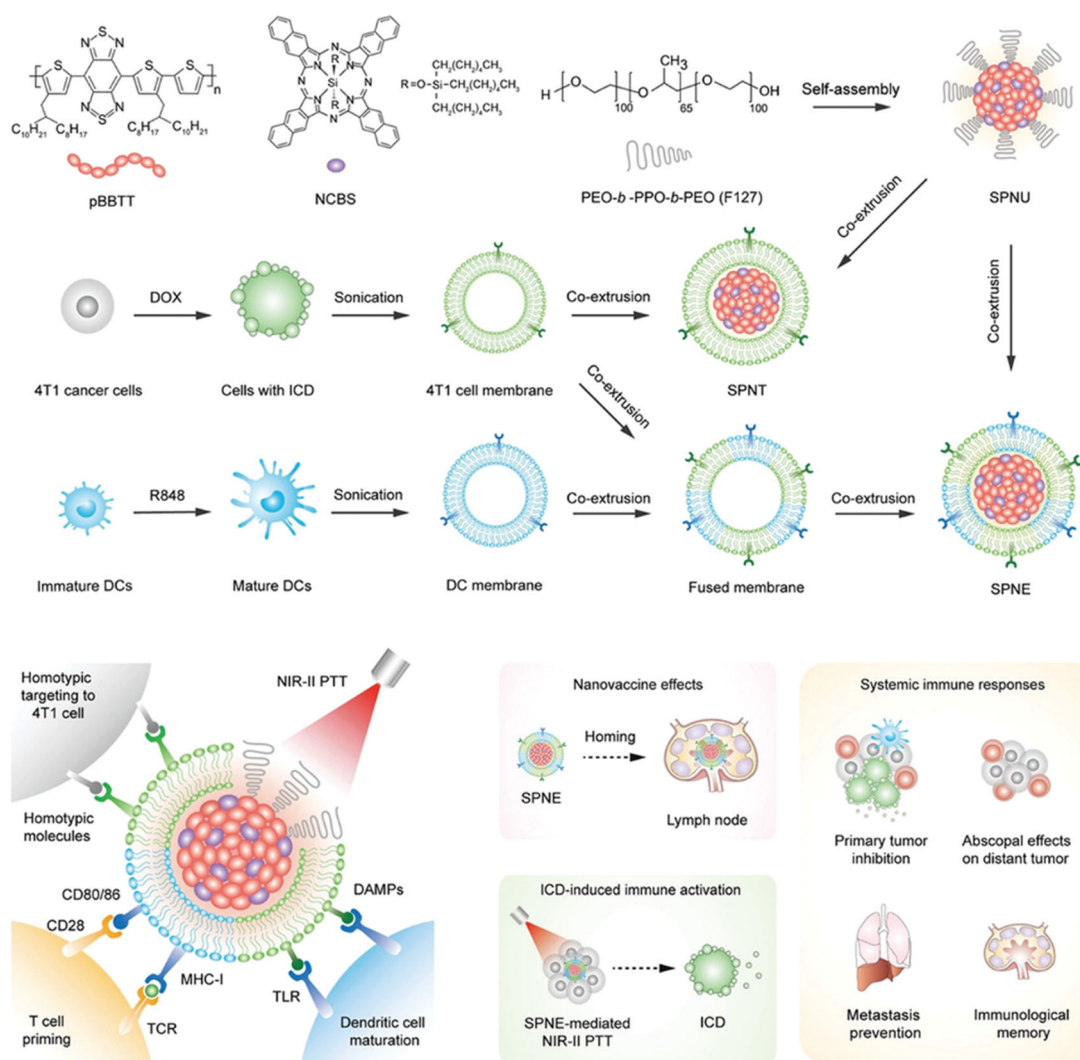 S
N N
N N
S
S S S n
C10H21 C8H17 C8H17 C10H21
pBBTT
R
N N N
N Si N
N N N
R
NCBS
CH2(CH2)4CH3
R=O—Si—CH2(CH2)4CH3
CH2(CH2)4CH3
CH3
H O 100 O 65 O 100 OH
PEO-b -PPO-b-PEO (F127)
Self-assembly
SPNU
Co-extrusion
Co-extrusion
DOX
Sonication
Co-extrusion
4T1 cancer cells
Cells with ICD
4T1 cell membrane
SPNT
Co-extrusion
R848
Sonication
Co-extrusion
Co-extrusion
Immature DCs
Mature DCs
DC membrane
Fused membrane
SPNE
Homotypic
targeting to
4T1 cell
NIR-II PTT
Homotypic
molecules
CD80/86
CD28
DAMPs
MHC-I
TLR
TCR
T cell
priming
Dendritic cell
maturation
Nanovaccine effects
Homing
SPNE
Lymph node
ICD-induced immune activation
SPNE-mediated
NIR-II PTT
ICD
Systemic immune responses
Primary tumor
inhibition
Abscopal effects
on distant tumor
Metastasis
prevention
Immunological
memory